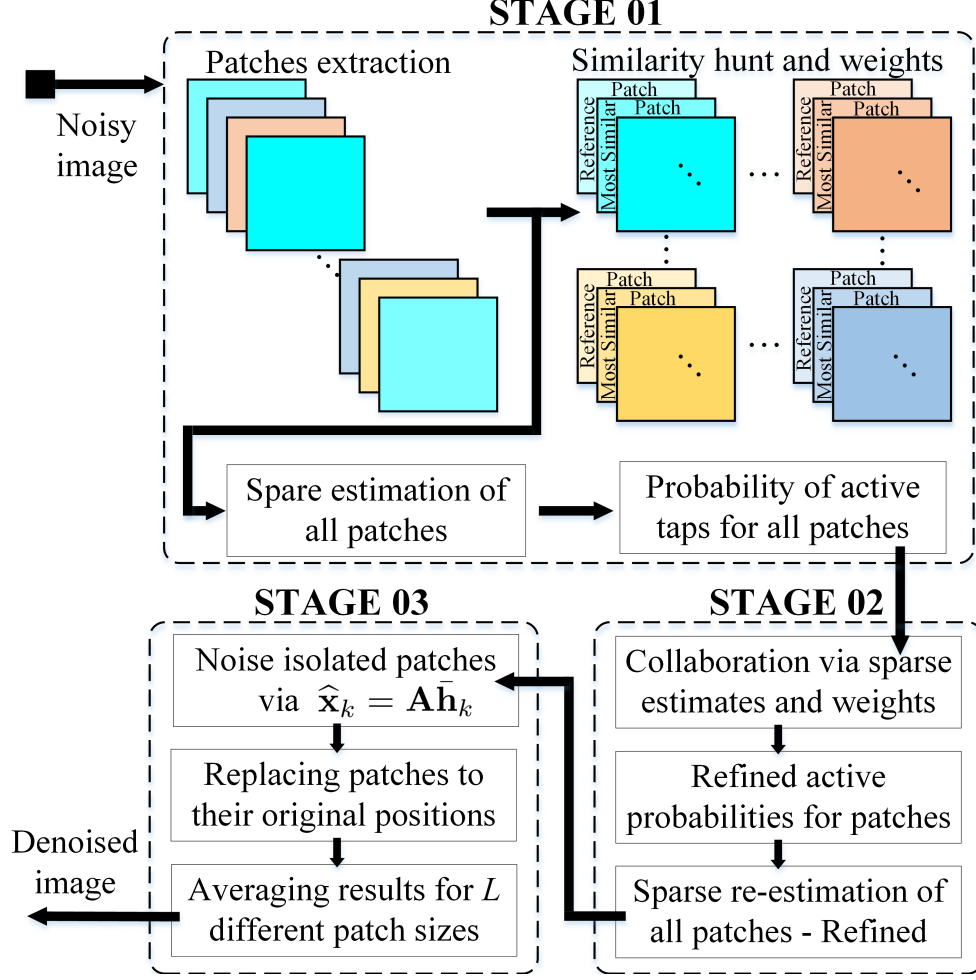 STAGE 01
Noisy
image
Patches extraction
Similarity hunt and weights
Reference
Patch
Most Similar
Patch
Reference
Patch
Most Similar
Patch
Reference
Patch
Most Similar
Patch
Reference
Patch
Most Similar
Patch
Spare estimation of
all patches
Probability of active
taps for all patches
STAGE 02
Collaboration via sparse
estimates and weights
Refined active
probabilities for patches
Sparse re-estimation of
all patches - Refined
STAGE 03
Noise isolated patches
via x̂ₖ = Ah̄ₖ
Replacing patches to
their original positions
Averaging results for L
different patch sizes
Denoised
image